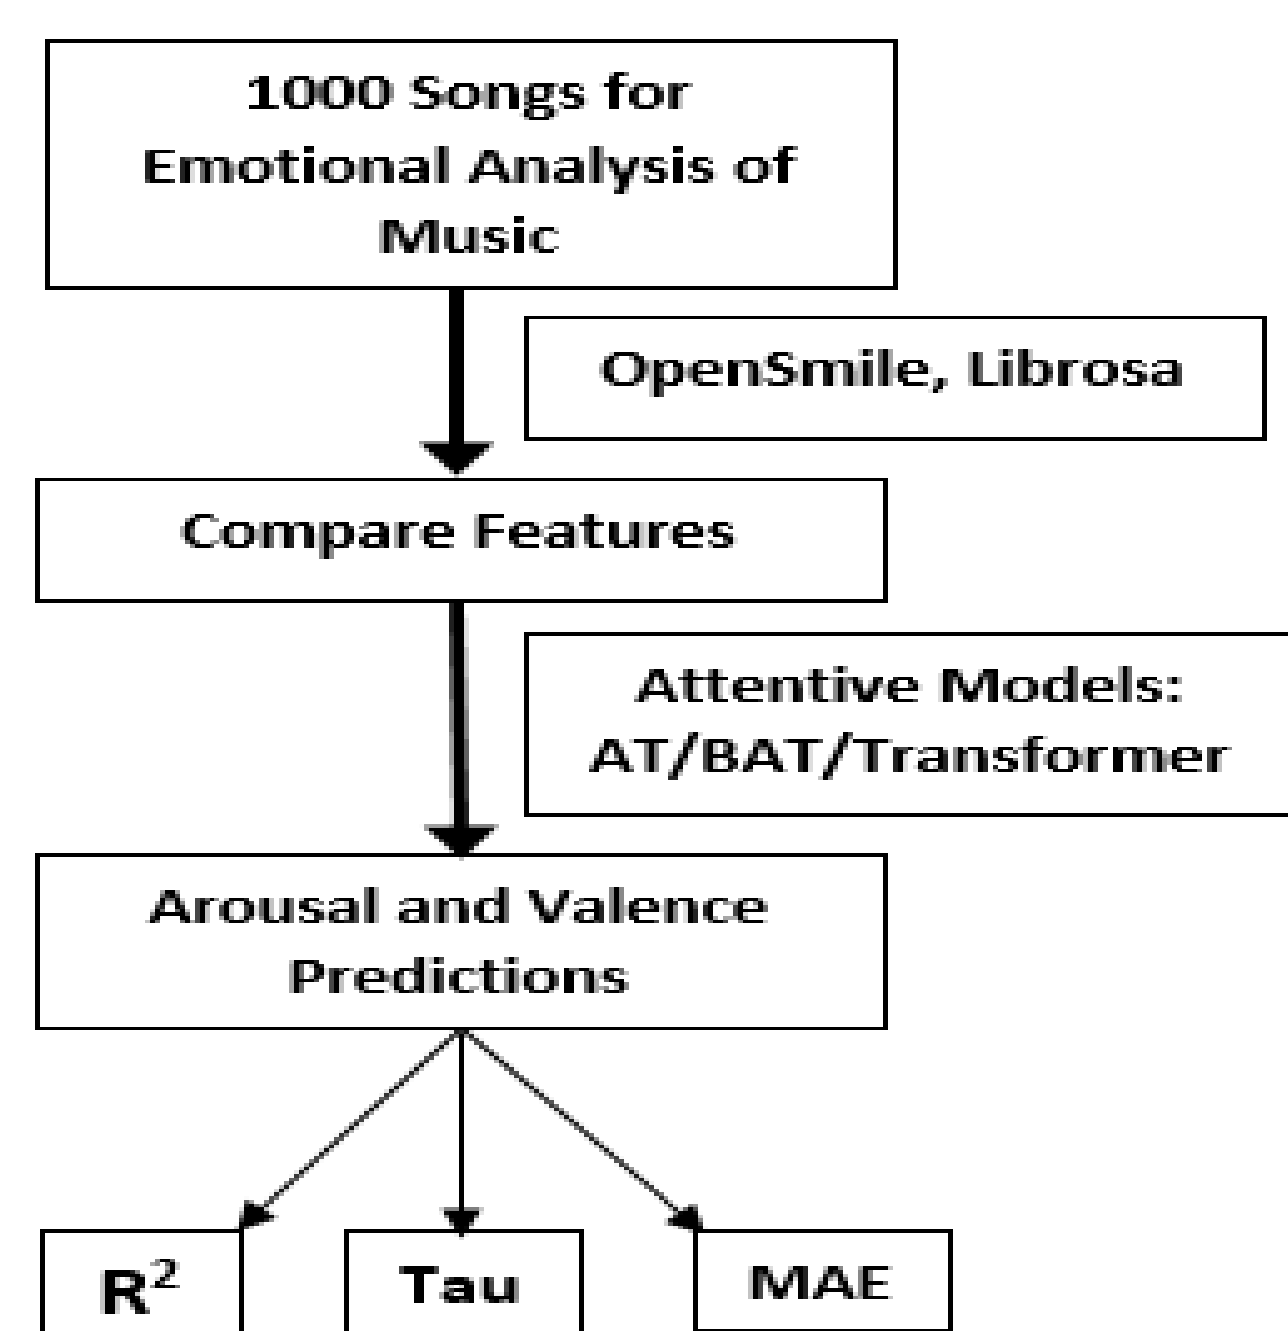 1000 Songs for
Emotional Analysis of
Music
OpenSmile, Librosa
Compare Features
Attentive Models:
AT/BAT/Transformer
Arousal and Valence
Predictions
R²
Tau
MAE